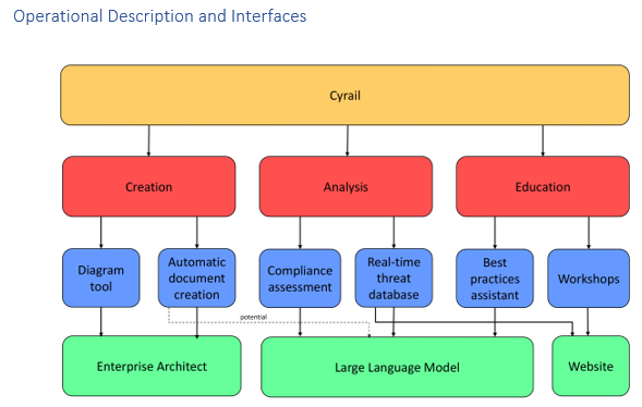 Operational Description and Interfaces
Cyrail
Creation
Analysis
Education
Diagram
tool
Automatic
document
creation
Compliance
assessment
Real-time
threat
database
Best
practices
assistant
Workshops
potential
Enterprise Architect
Large Language Model
Website